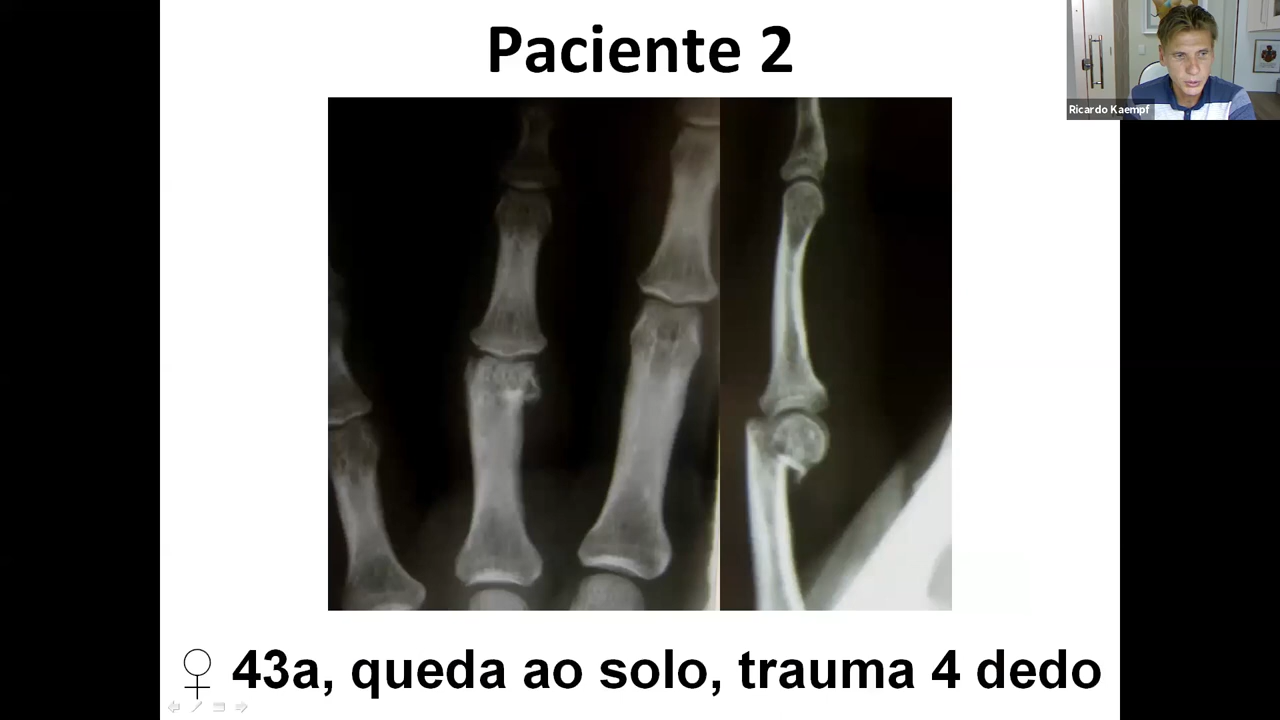 Paciente 2
Ricardo Kaempf
♀ 43a, queda ao solo, trauma 4 dedo